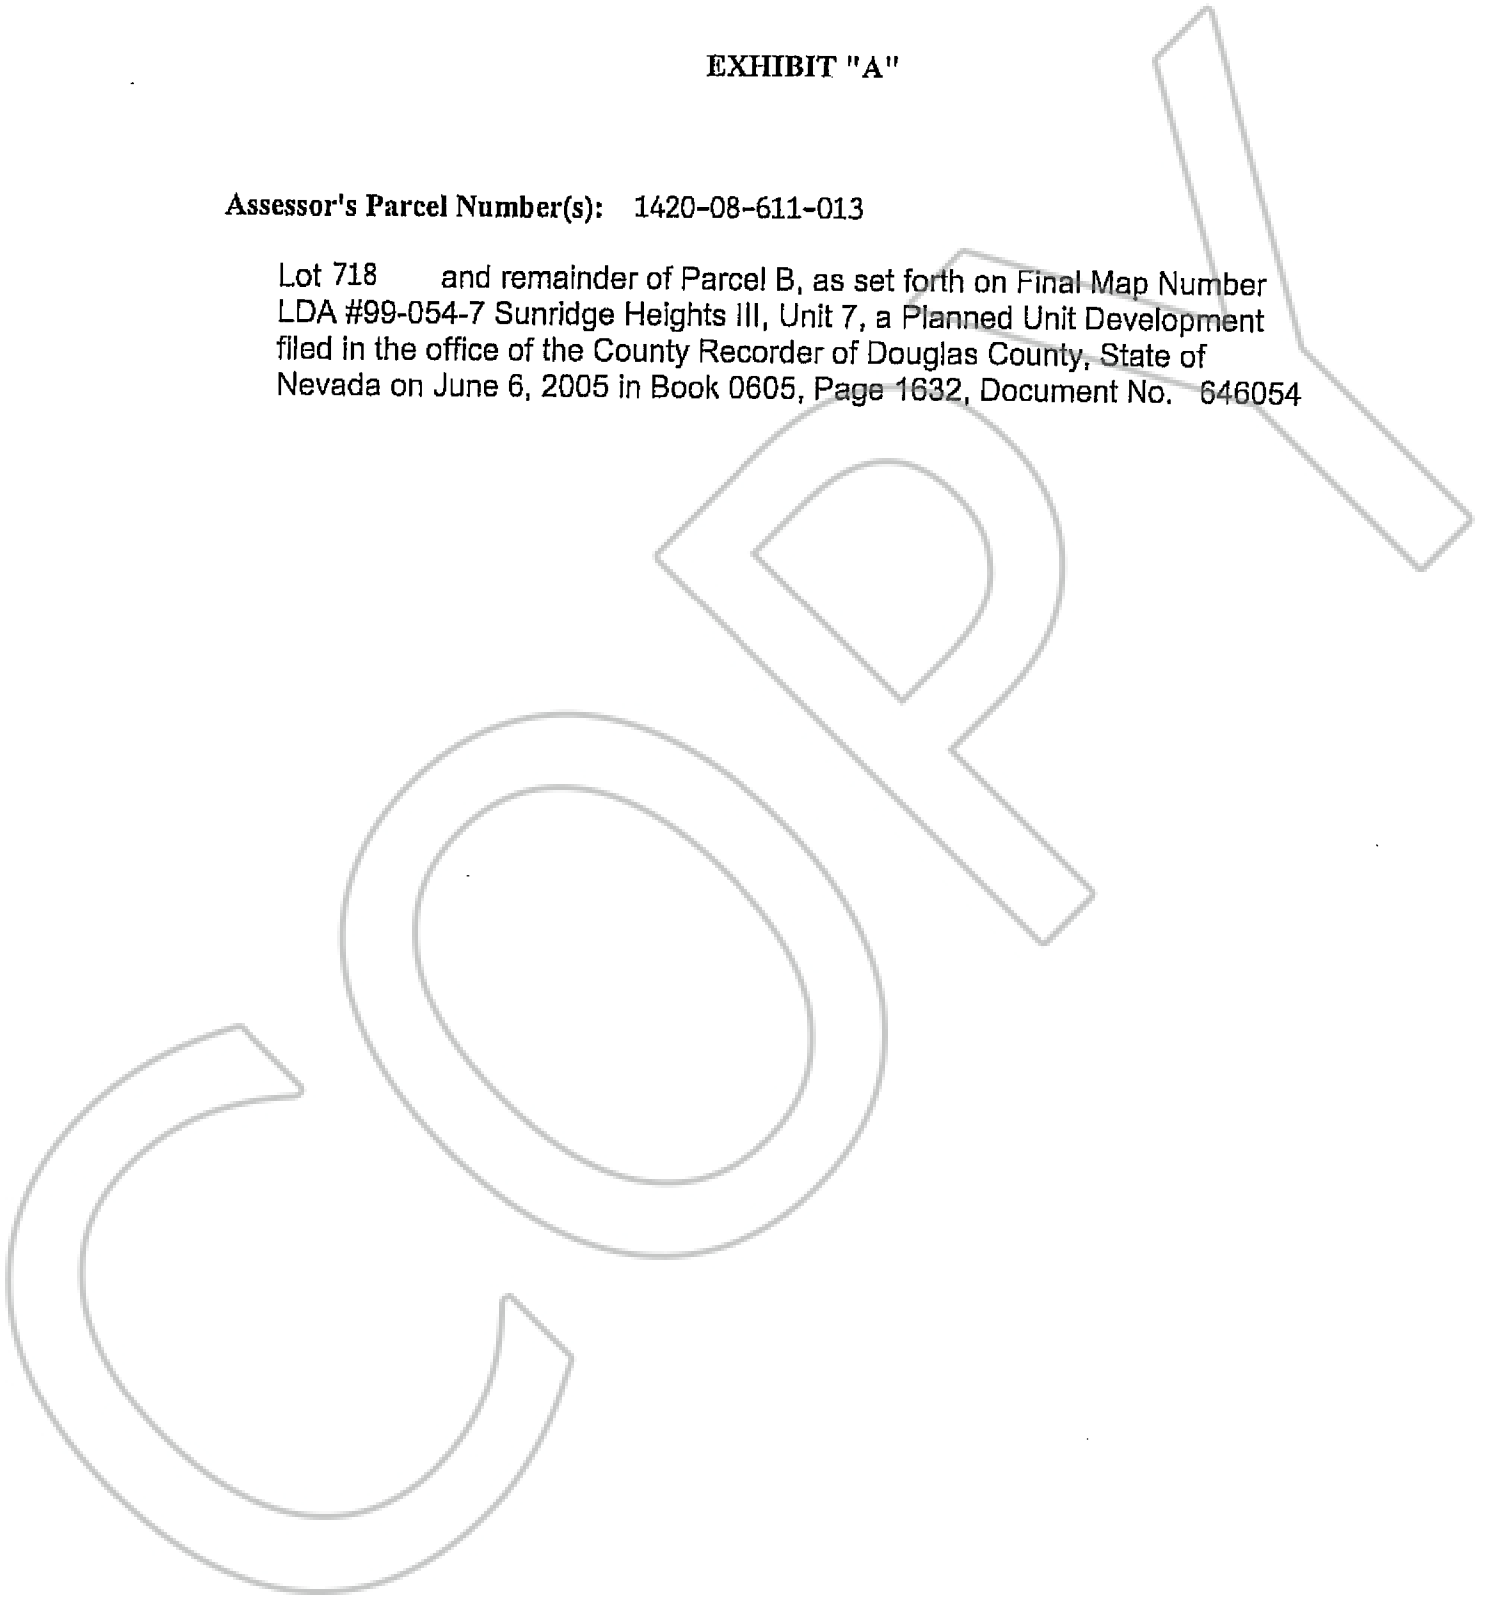 EXHIBIT "A"
Assessor's Parcel Number(s): 1420-08-611-013
Lot 718 and remainder of Parcel B, as set forth on Final Map Number
LDA #99-054-7 Sunridge Heights III, Unit 7, a Planned Unit Development
filed in the office of the County Recorder of Douglas County, State of
Nevada on June 6, 2005 in Book 0605, Page 1632, Document No. 646054
COPY